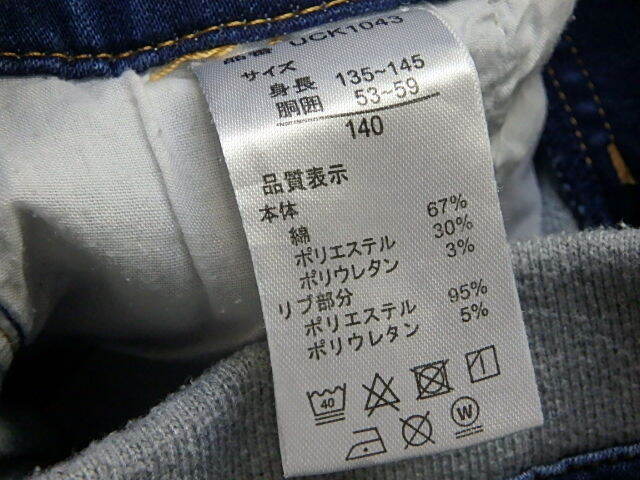 品番 UCK1043
サイズ
身長 135~145
胴囲 53~59
140
品質表示
本体
綿 67%
ポリエステル 30%
ポリウレタン 3%
リブ部分
ポリエステル 95%
ポリウレタン 5%
40
W